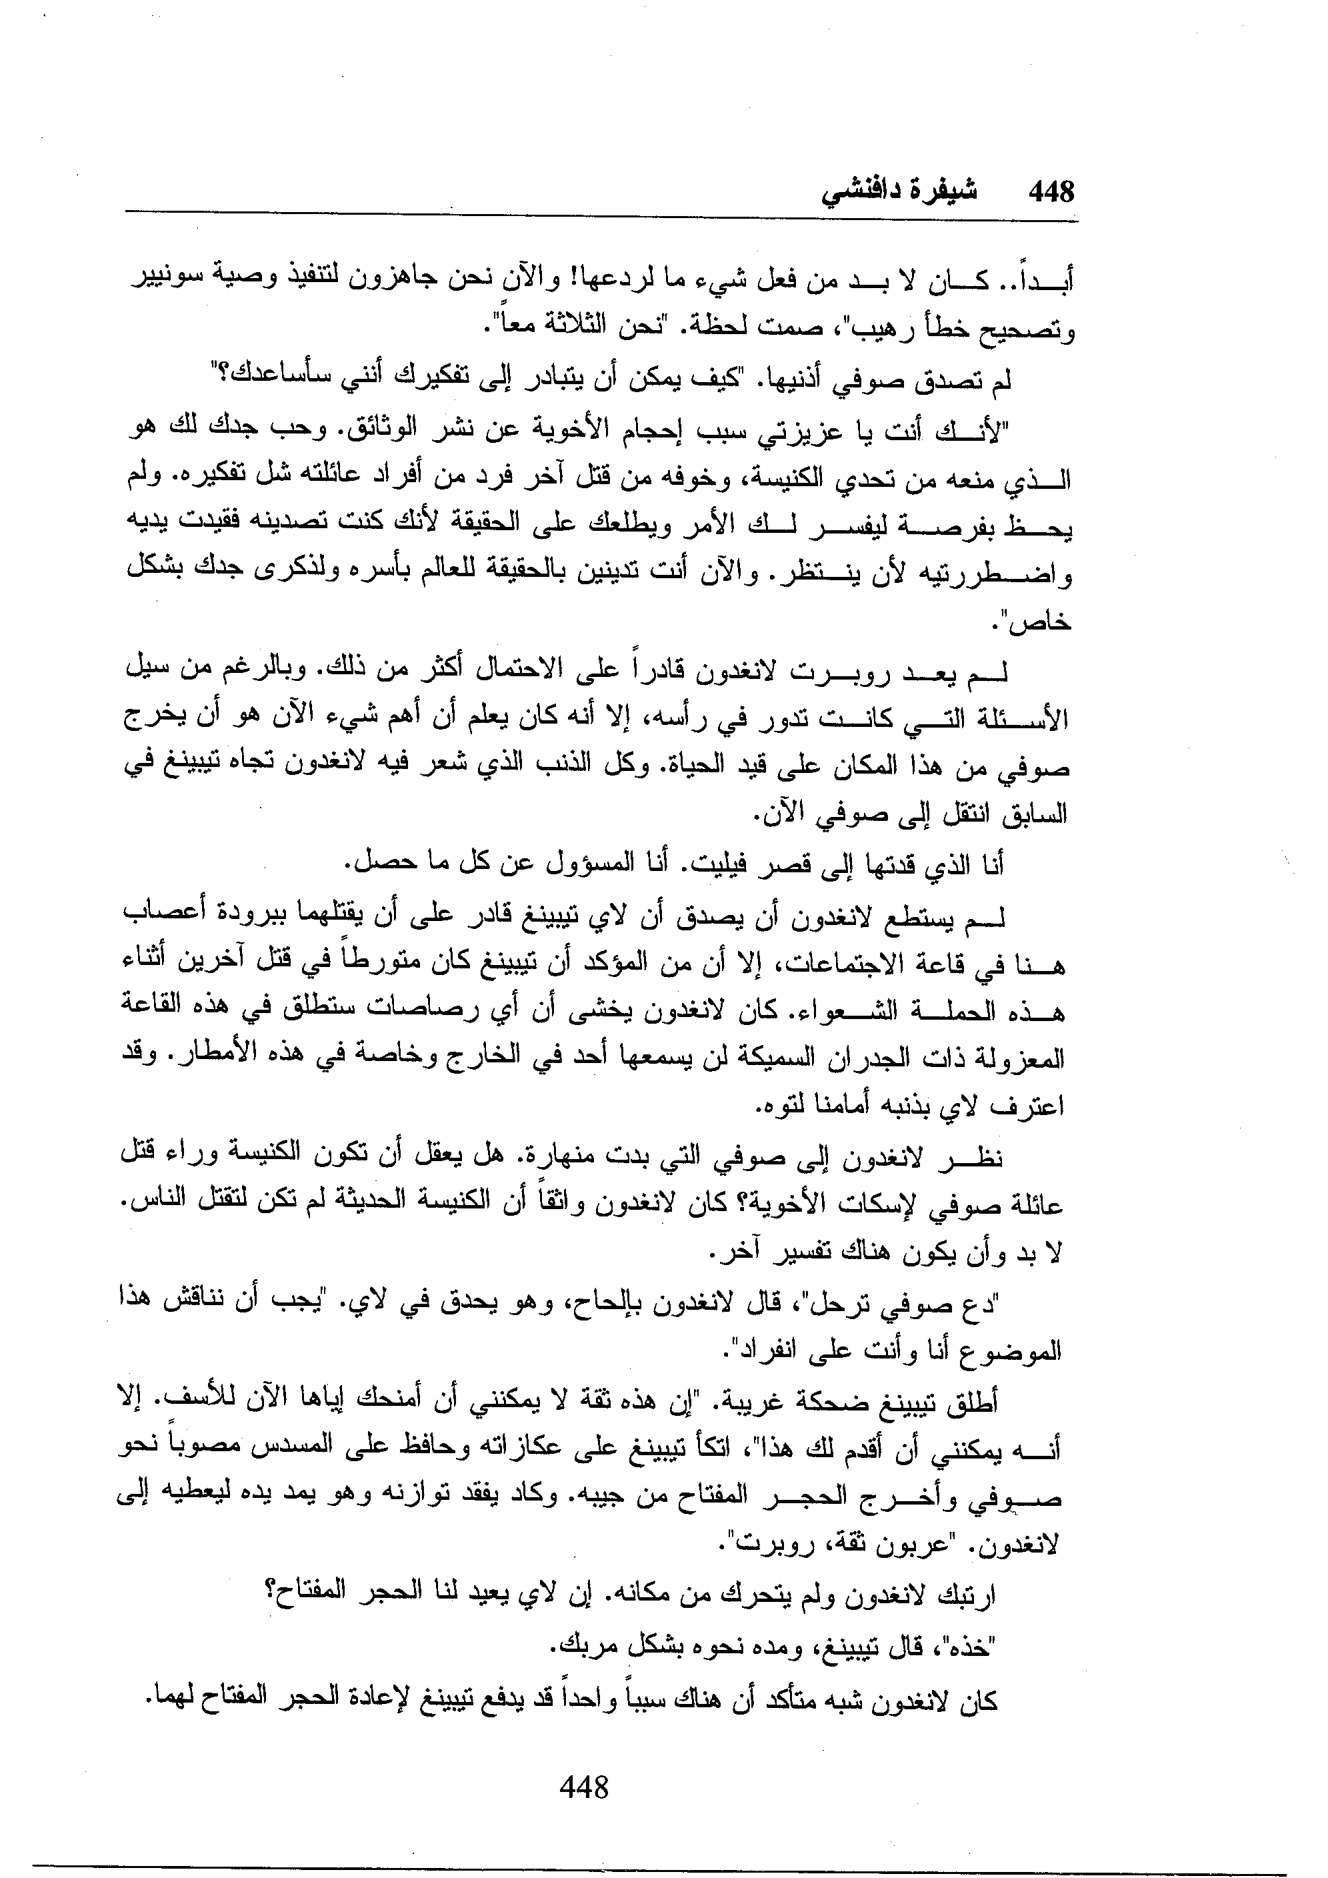 448 شيفرة دافنشي
أبداً.. كان لا بد من فعل شيء ما لردعها! والآن نحن جاهزون لتنفيذ وصية سونيير
وتصحيح خطأ رهيب"، صمت لحظة. "نحن الثلاثة معاً".
لم تصدق صوفي أذنيها. "كيف يمكن أن يتبادر إلى تفكيرك أنني سأساعدك؟"
"لأنك أنت يا عزيزتي سبب إحجام الأخوية عن نشر الوثائق. وحب جدك لك هو
الذي منعه من تحدي الكنيسة، وخوفه من قتل آخر فرد من أفراد عائلته شل تفكيره. ولم
يحظ بفرصة ليفسر لك الأمر ويطلعك على الحقيقة لأنك كنت تصدينه فقيدت يديه
واضطررتيه لأن ينتظر. والآن أنت تدينين بالحقيقة للعالم بأسره ولذكرى جدك بشكل
خاص".
لم يعد روبرت لانغدون قادراً على الاحتمال أكثر من ذلك. وبالرغم من سيل
الأسئلة التي كانت تدور في رأسه، إلا أنه كان يعلم أن أهم شيء الآن هو أن يخرج
صوفي من هذا المكان على قيد الحياة. وكل الذنب الذي شعر فيه لانغدون تجاه تيبينغ في
السابق انتقل إلى صوفي الآن.
أنا الذي قدتها إلى قصر فيليت. أنا المسؤول عن كل ما حصل.
لم يستطع لانغدون أن يصدق أن لاي تيبينغ قادر على أن يقتلهما ببرودة أعصاب
هنا في قاعة الاجتماعات، إلا أن من المؤكد أن تيبينغ كان متورطاً في قتل آخرين أثناء
هذه الحملة الشعواء. كان لانغدون يخشى أن أي رصاصات ستطلق في هذه القاعة
المعزولة ذات الجدران السميكة لن يسمعها أحد في الخارج وخاصة في هذه الأمطار. وقد
اعترف لاي بذنبه أمامنا لتوه.
نظر لانغدون إلى صوفي التي بدت منهارة. هل يعقل أن تكون الكنيسة وراء قتل
عائلة صوفي لإسكات الأخوية؟ كان لانغدون واثقاً أن الكنيسة الحديثة لم تكن لتقتل الناس.
لا بد وأن يكون هناك تفسير آخر.
"دع صوفي ترحل"، قال لانغدون بإلحاح، وهو يحدق في لاي. "يجب أن نناقش هذا
الموضوع أنا وأنت على انفراد".
أطلق تيبينغ ضحكة غريبة. "إن هذه ثقة لا يمكنني أن أمنحك إياها الآن للأسف. إلا
أنه يمكنني أن أقدم لك هذا"، اتكأ تيبينغ على عكازاته وحافظ على المسدس مصوباً نحو
صوفي وأخرج الحجر المفتاح من جيبه. وكاد يفقد توازنه وهو يمد يده ليعطيه إلى
لانغدون. "عربون ثقة، روبرت".
ارتبك لانغدون ولم يتحرك من مكانه. إن لاي يعيد لنا الحجر المفتاح؟
"خذه"، قال تيبينغ، ومده نحوه بشكل مربك.
كان لانغدون شبه متأكد أن هناك سبباً واحداً قد يدفع تيبينغ لإعادة الحجر المفتاح لهما.
448